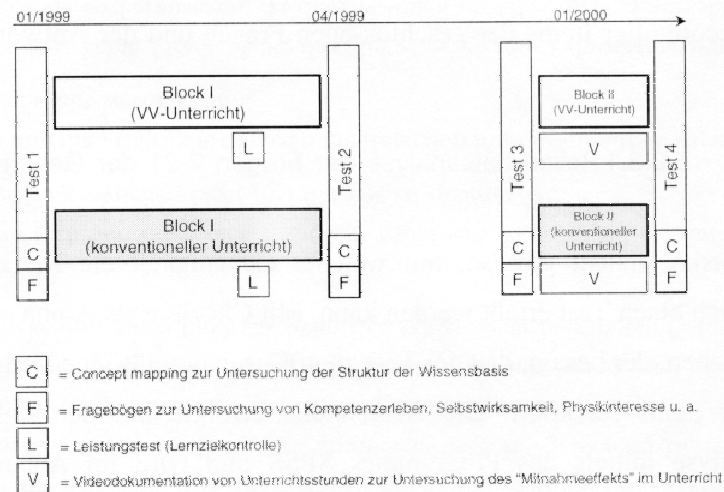 01/1999 04/1999 01/2000
Test 1
Block I
(VV-Unterricht)
L
Block I
(konventioneller Unterricht)
L
C
F
Test 2
C
F
Test 3
C
F
Block II
(VV-Unterricht)
V
Block II
(konventioneller
Unterricht)
V
Test 4
C
F
C = Concept mapping zur Untersuchung der Struktur der Wissensbasis
F = Fragebögen zur Untersuchung von Kompetenzerleben, Selbstwirksamkeit, Physikinteresse u. a.
L = Leistungstest (Lernzielkontrolle)
V = Videodokumentation von Unterrichtsstunden zur Untersuchung des "Mitnahmeeffekts" im Unterricht